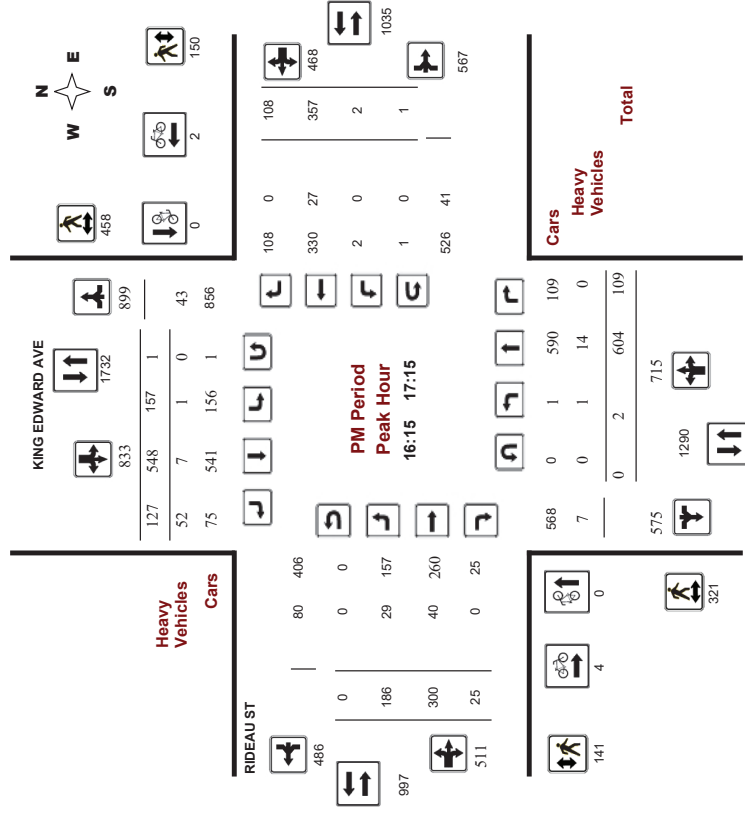 N
W E
S
458
150
0
2
KING EDWARD AVE
1732
833
899
127 548 157 1
52 7 1 0 43
75 541 156 1 856
Heavy
Vehicles
Cars
1035
468
567
108 0 108
330 27 357
2 0 2
1 0 1
526 41
PM Period
Peak Hour
16:15 17:15
RIDEAU ST
486
997
511
80 406
0 0 0
186 29 157
300 40 260
25 0 25
Cars
Heavy
Vehicles
Total
568 0 1 590 109
7 0 1 14 0
0 2 604 109
575
1290
715
141
4
0
321